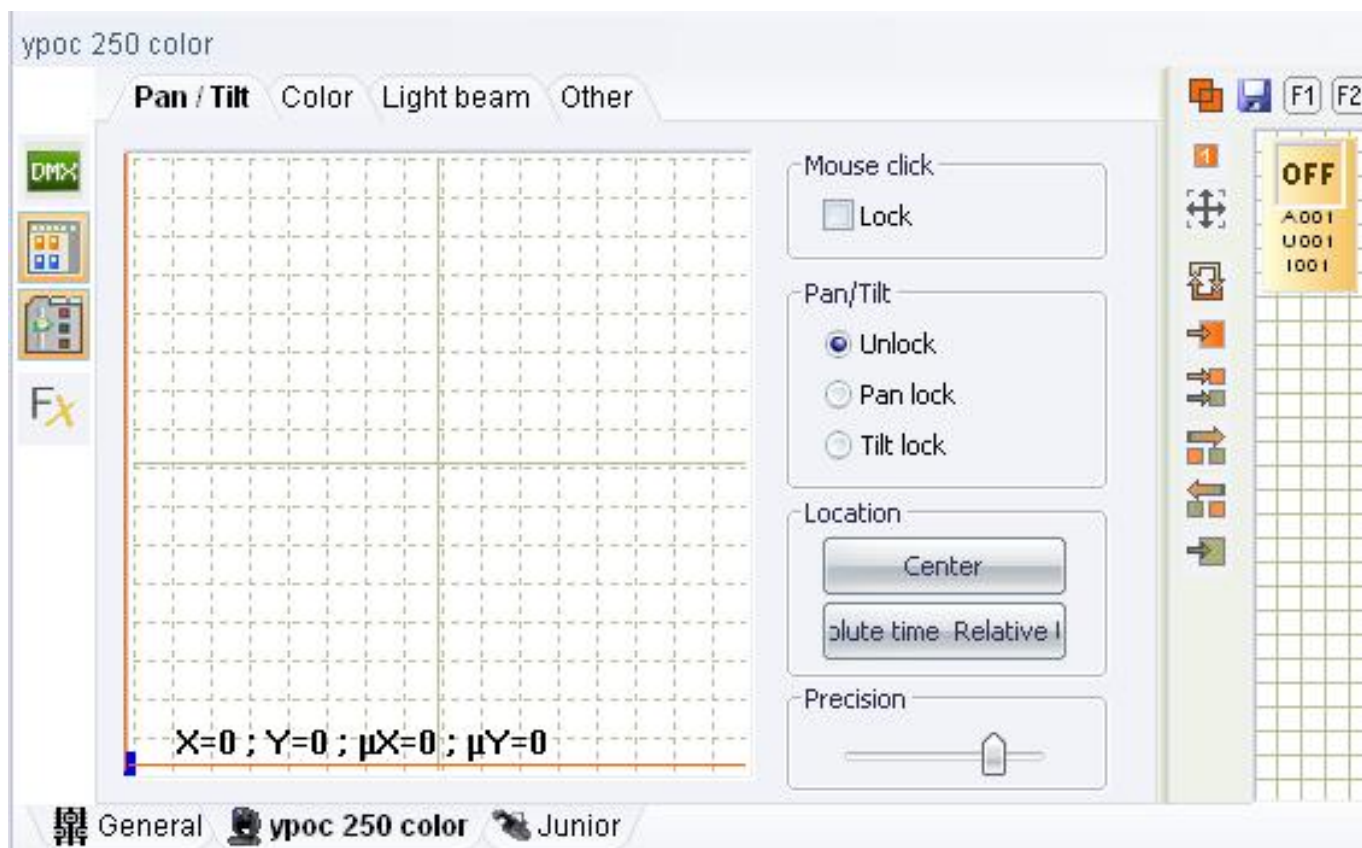 ypoc 250 color
Pan / Tilt Color Light beam Other
F1 F2
DMX
1
OFF
A001
U001
1001
Mouse click
Lock
Pan/Tilt
Unlock
Pan lock
Tilt lock
Fx
Location
Center
olute time Relative
Precision
X=0 ; Y=0 ; µX=0 ; µY=0
General ypoc 250 color Junior